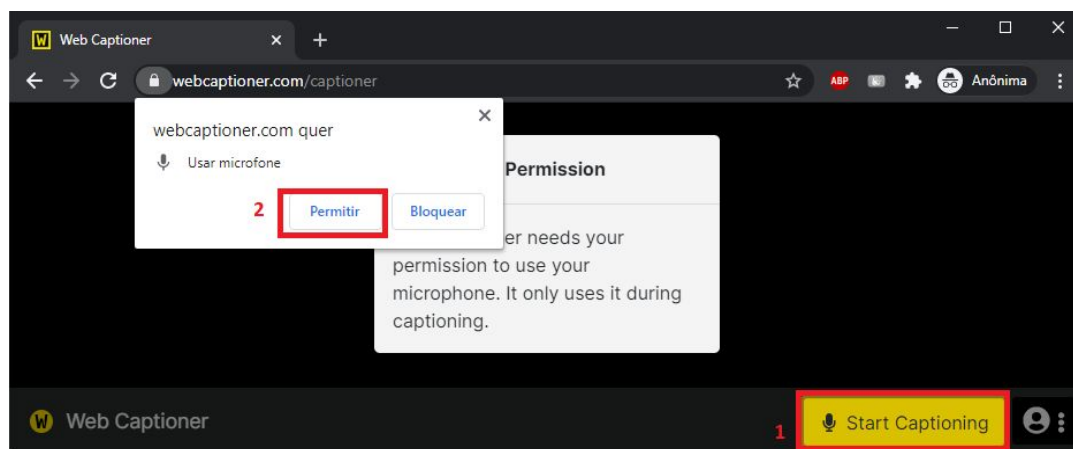 W Web Captioner
webcaptioner.com/captioner
ABP
Anônima
webcaptioner.com quer
Usar microfone
2
Permitir
Bloquear
Permission
er needs your
permission to use your
microphone. It only uses it during
captioning.
W Web Captioner
1
Start Captioning